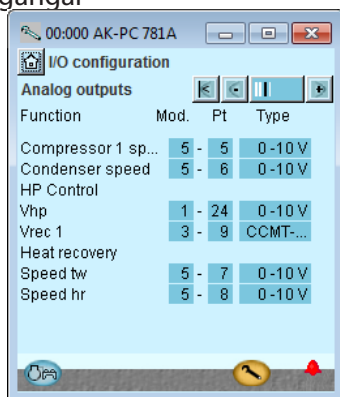 00:000 AK-PC 781A
I/O configuration
Analog outputs
Function Mod. Pt Type
Compressor 1 sp... 5 - 5 0-10 V
Condenser speed 5 - 6 0-10 V
HP Control
Vhp 1 - 24 0-10 V
Vrec 1 3 - 9 CCMT-...
Heat recovery
Speed tw 5 - 7 0-10 V
Speed hr 5 - 8 0-10 V